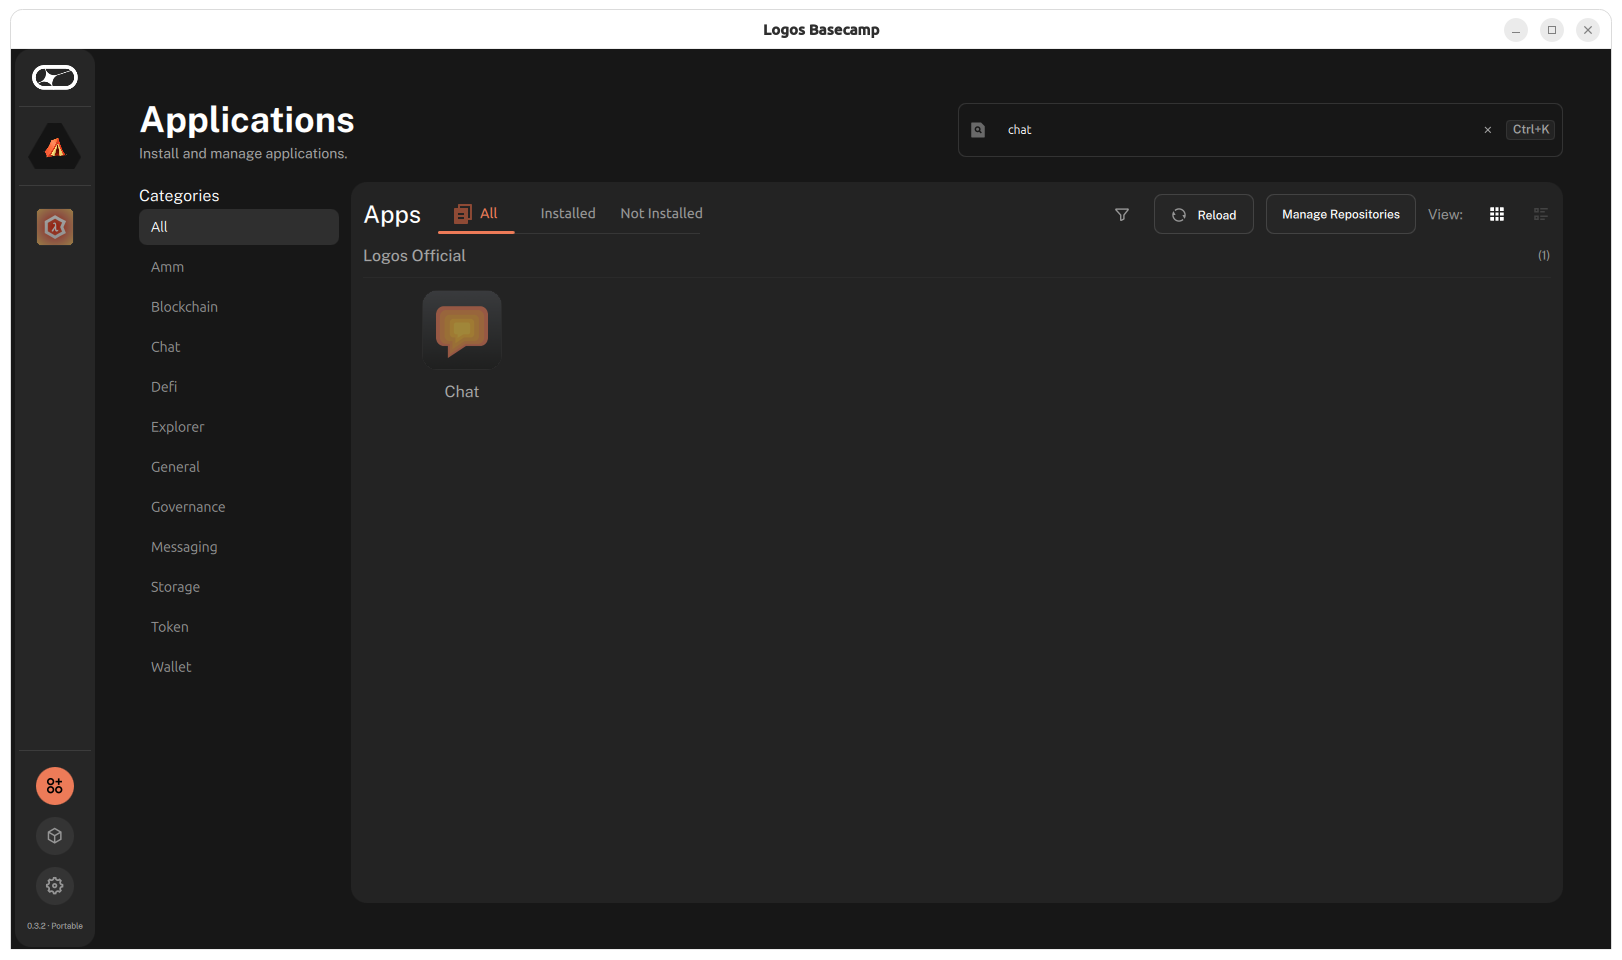 Logos Basecamp
Applications
Install and manage applications.
chat
Ctrl+K
Categories
All
Amm
Blockchain
Chat
Defi
Explorer
General
Governance
Messaging
Storage
Token
Wallet
Apps
All
Installed
Not Installed
Reload
Manage Repositories
View:
Logos Official
(1)
Chat
0.3.2 · Portable